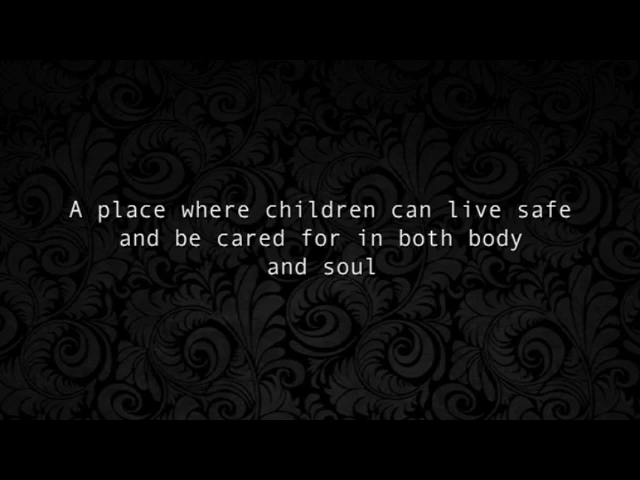 A place where children can live safe
and be cared for in both body
and soul